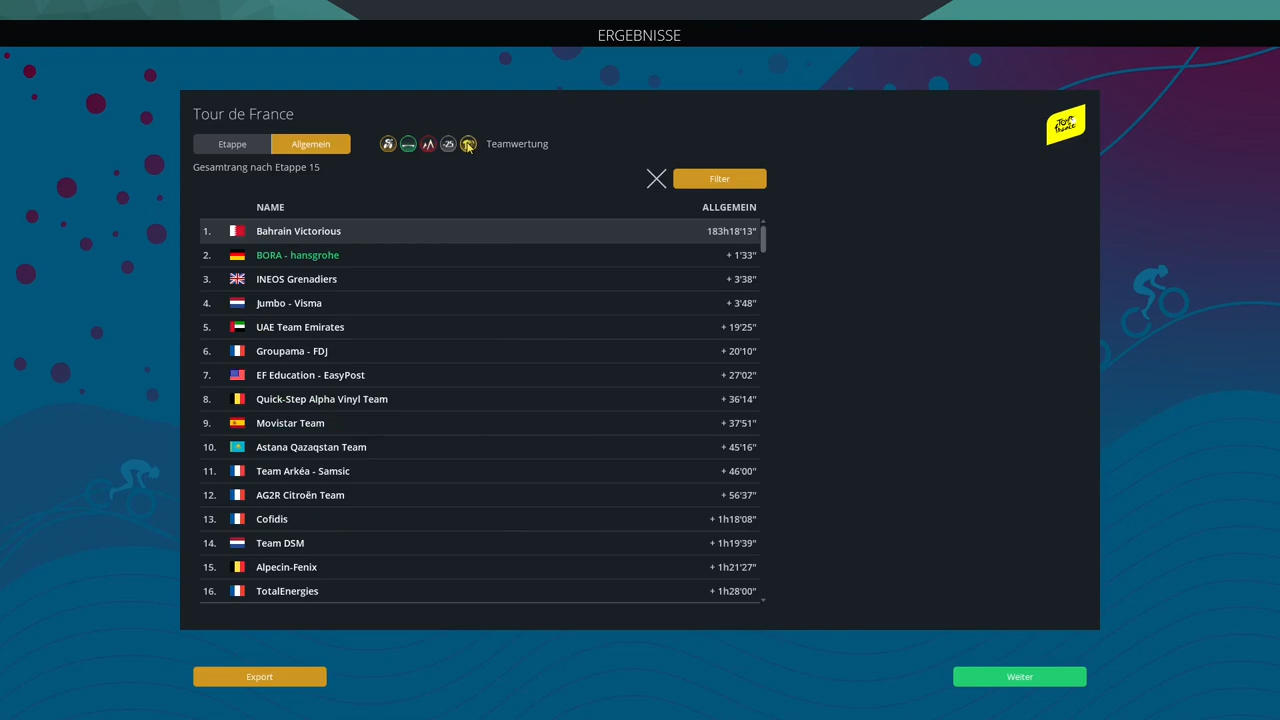 ERGEBNISSE
Tour de France
Etappe Allgemein -25 Teamwertung
Gesamtrang nach Etappe 15
Filter
NAME ALLGEMEIN
1. Bahrain Victorious 183h18'13"
2. BORA - hansgrohe + 1'33"
3. INEOS Grenadiers + 3'38"
4. Jumbo - Visma + 3'48"
5. UAE Team Emirates + 19'25"
6. Groupama - FDJ + 20'10"
7. EF Education - EasyPost + 27'02"
8. Quick-Step Alpha Vinyl Team + 36'14"
9. Movistar Team + 37'51"
10. Astana Qazaqstan Team + 45'16"
11. Team Arkéa - Samsic + 46'00"
12. AG2R Citroën Team + 56'37"
13. Cofidis + 1h18'08"
14. Team DSM + 1h19'39"
15. Alpecin-Fenix + 1h21'27"
16. TotalEnergies + 1h28'00"
Export Weiter